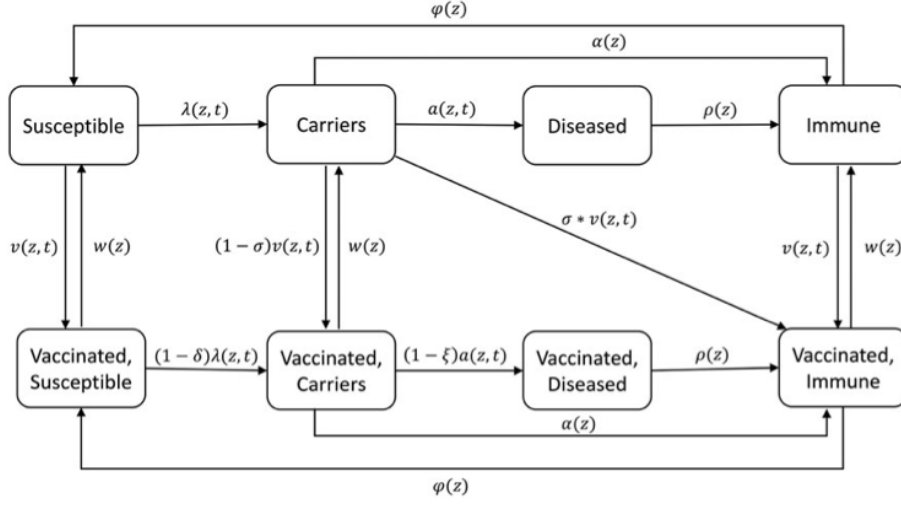 φ(z)
α(z)
Susceptible
λ(z,t)
Carriers
a(z,t)
Diseased
ρ(z)
Immune
σ * v(z,t)
v(z,t)
w(z)
(1 − σ)v(z,t)
w(z)
v(z,t)
w(z)
Vaccinated,
Susceptible
(1 − δ)λ(z,t)
Vaccinated,
Carriers
(1 − ξ)a(z,t)
Vaccinated,
Diseased
ρ(z)
Vaccinated,
Immune
α(z)
φ(z)